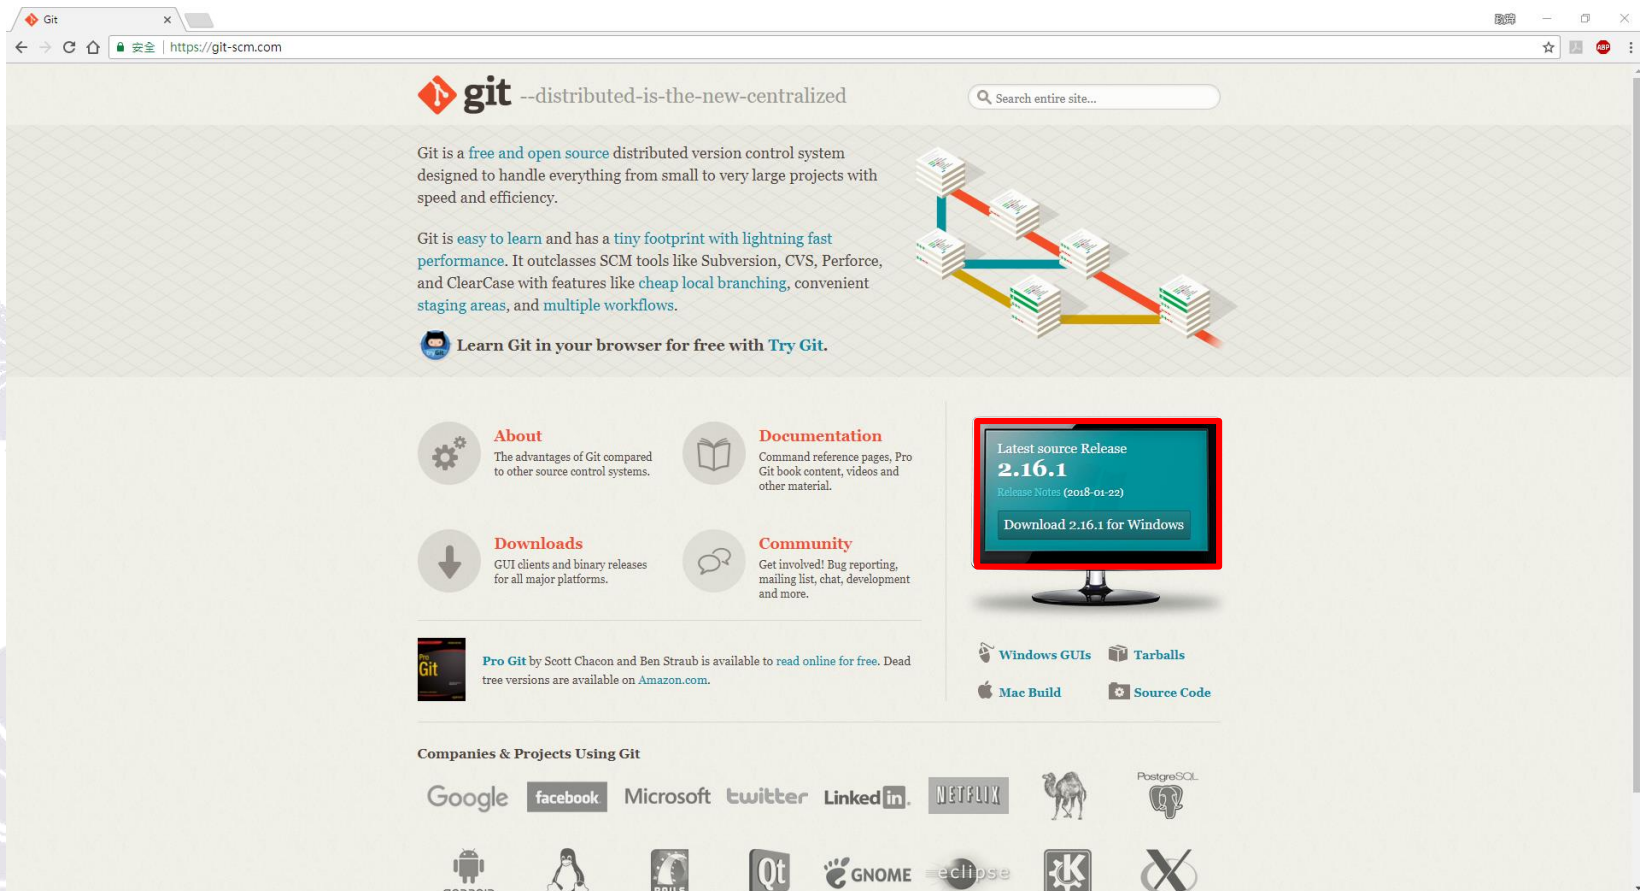 Git
安全 | https://git-scm.com
ABP
git --distributed-is-the-new-centralized
Search entire site...
Git is a free and open source distributed version control system
designed to handle everything from small to very large projects with
speed and efficiency.
Git is easy to learn and has a tiny footprint with lightning fast
performance. It outclasses SCM tools like Subversion, CVS, Perforce,
and ClearCase with features like cheap local branching, convenient
staging areas, and multiple workflows.
Learn Git in your browser for free with Try Git.
About
The advantages of Git compared
to other source control systems.
Documentation
Command reference pages, Pro
Git book content, videos and
other material.
Downloads
GUI clients and binary releases
for all major platforms.
Community
Get involved! Bug reporting,
mailing list, chat, development
and more.
Latest source Release
2.16.1
Release Notes (2018-01-22)
Download 2.16.1 for Windows
Windows GUIs
Tarballs
Mac Build
Source Code
Pro
Git
Pro Git by Scott Chacon and Ben Straub is available to read online for free. Dead
tree versions are available on Amazon.com.
Companies & Projects Using Git
Google
facebook
Microsoft
twitter
Linked in.
NETFLIX
PostgreSQL
Qt
GNOME
eclipse
K
X